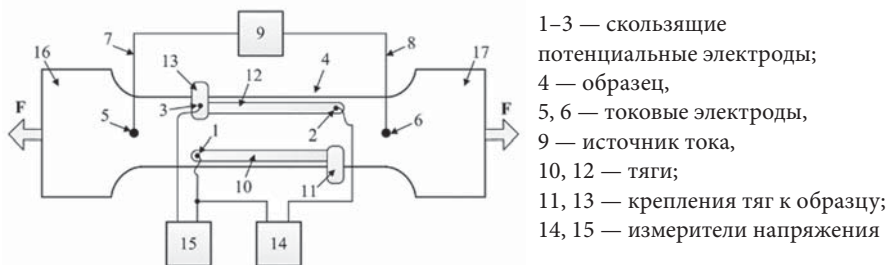 16
7
9
8
17
13
12
4
F
5
3
2
6
F
1
10
11
15
14
1–3 — скользящие
потенциальные электроды;
4 — образец,
5, 6 — токовые электроды,
9 — источник тока,
10, 12 — тяги;
11, 13 — крепления тяг к образцу;
14, 15 — измерители напряжения